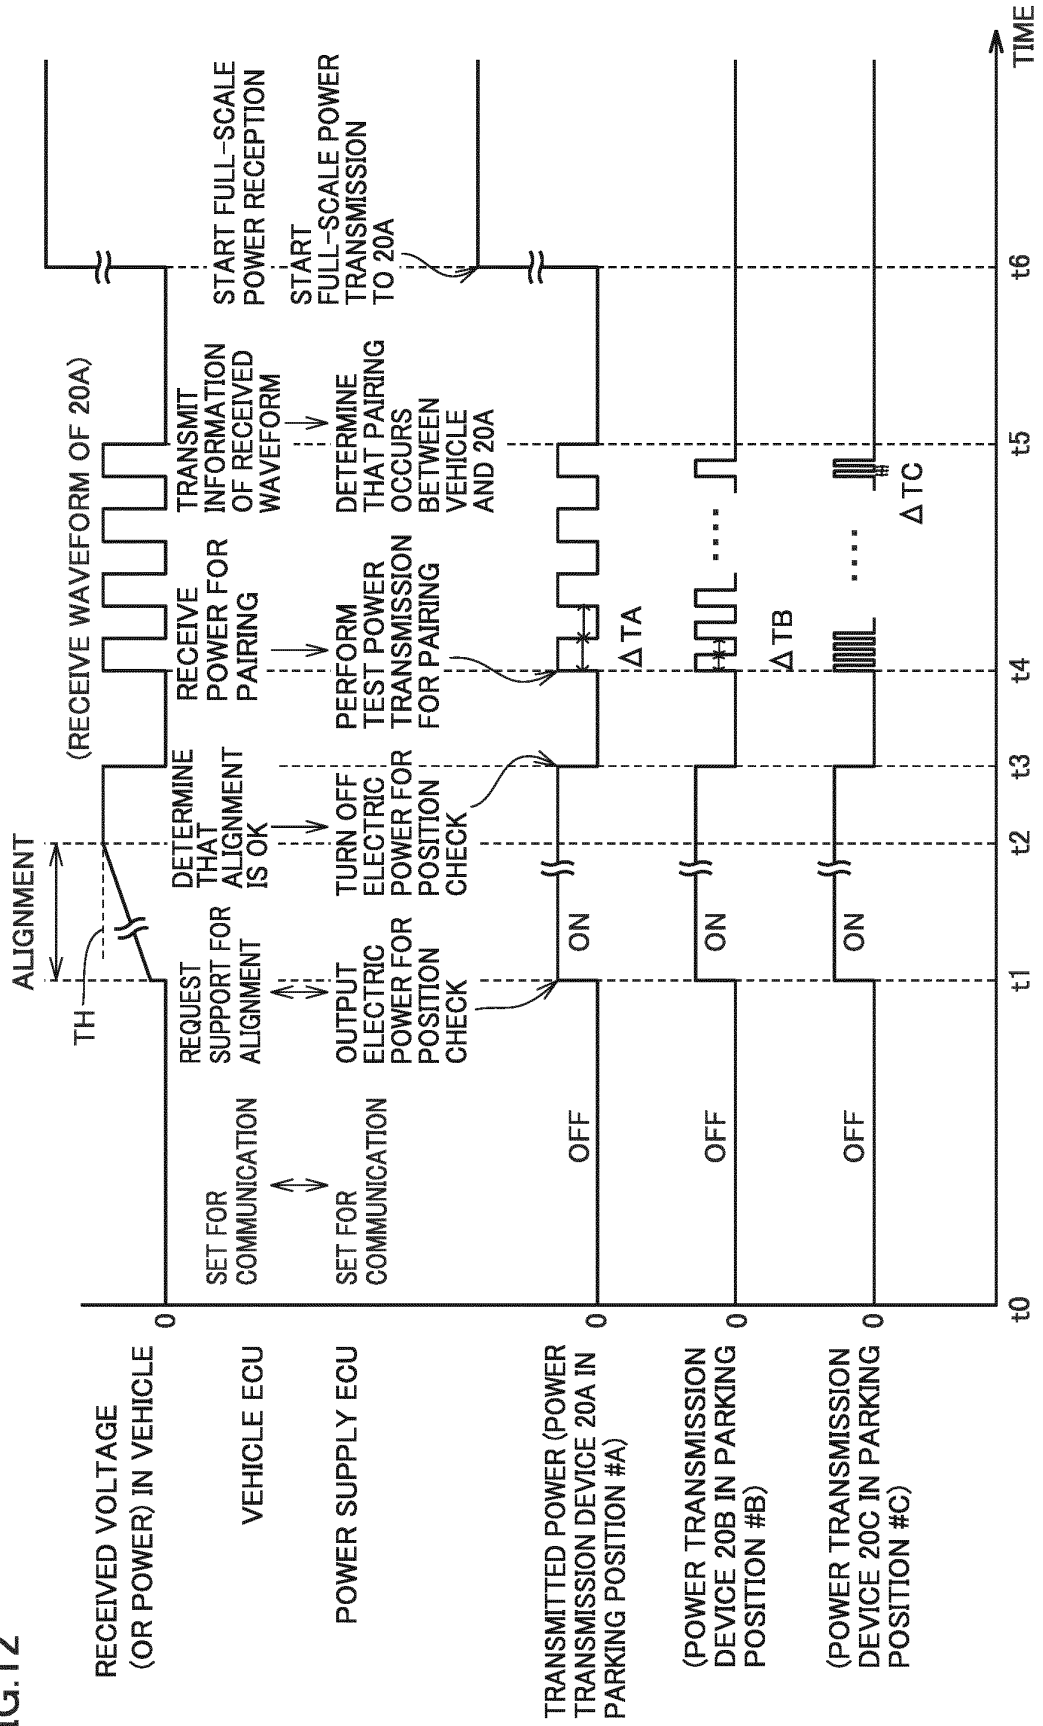 FIG.12
ALIGNMENT
TH
(RECEIVE WAVEFORM OF 20A)
RECEIVED VOLTAGE
(OR POWER) IN VEHICLE
0
VEHICLE ECU
SET FOR
COMMUNICATION
REQUEST
SUPPORT FOR
ALIGNMENT
DETERMINE
THAT
ALIGNMENT
IS OK
RECEIVE
POWER FOR
PAIRING
TRANSMIT
INFORMATION
OF RECEIVED
WAVEFORM
START FULL-SCALE
POWER RECEPTION
POWER SUPPLY ECU
SET FOR
COMMUNICATION
OUTPUT
ELECTRIC
POWER FOR
POSITION
CHECK
TURN OFF
ELECTRIC
POWER FOR
POSITION
CHECK
PERFORM
TEST POWER
TRANSMISSION
FOR PAIRING
DETERMINE
THAT PAIRING
OCCURS
BETWEEN
VEHICLE
AND 20A
START
FULL-SCALE POWER
TRANSMISSION
TO 20A
TRANSMITTED POWER (POWER
TRANSMISSION DEVICE 20A IN
PARKING POSITION #A)
0
OFF
ON
ΔTA
(POWER TRANSMISSION
DEVICE 20B IN PARKING
POSITION #B)
0
OFF
ON
ΔTB
(POWER TRANSMISSION
DEVICE 20C IN PARKING
POSITION #C)
0
OFF
ON
ΔTC
t0
t1
t2
t3
t4
t5
t6
TIME